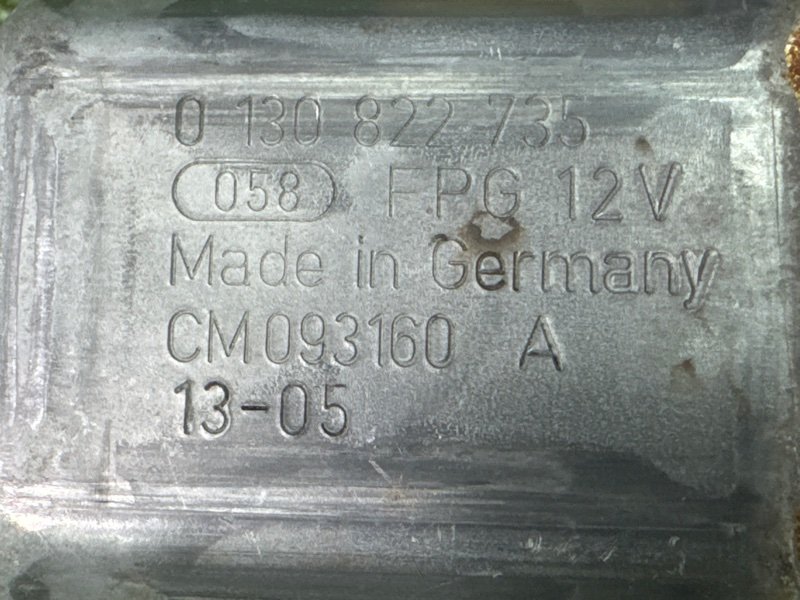 0 130 822 735
058 FPG 12V
Made in Germany
CM093160 A
13-05